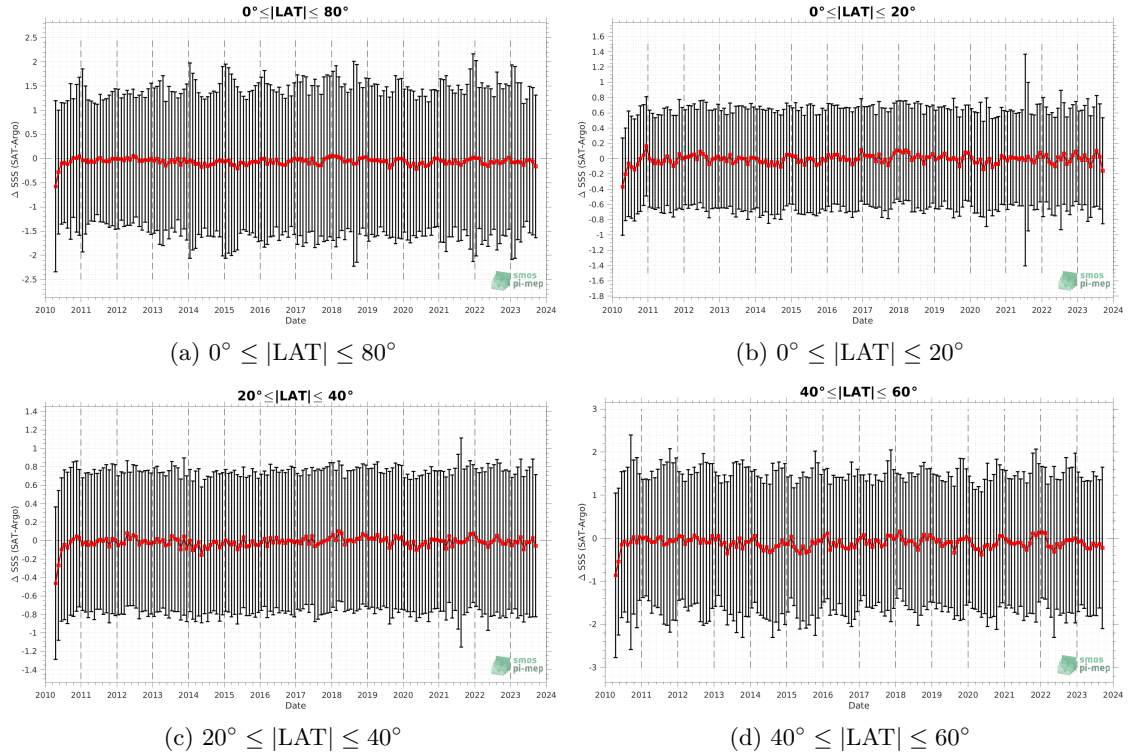 0°≤|LAT|≤ 80°
Δ SSS (SAT-Argo)
2.5
2
1.5
1
0.5
0
-0.5
-1
-1.5
-2
-2.5
2010 2011 2012 2013 2014 2015 2016 2017 2018 2019 2020 2021 2022 2023 2024
Date
smos
pi-mep
(a) 0° ≤ |LAT| ≤ 80°
0°≤|LAT|≤ 20°
Δ SSS (SAT-Argo)
1.6
1.4
1.2
1
0.8
0.6
0.4
0.2
0
-0.2
-0.4
-0.6
-0.8
-1
-1.2
-1.4
-1.6
-1.8
2010 2011 2012 2013 2014 2015 2016 2017 2018 2019 2020 2021 2022 2023 2024
Date
smos
pi-mep
(b) 0° ≤ |LAT| ≤ 20°
20°≤|LAT|≤ 40°
Δ SSS (SAT-Argo)
1.4
1.2
1
0.8
0.6
0.4
0.2
0
-0.2
-0.4
-0.6
-0.8
-1
-1.2
-1.4
2010 2011 2012 2013 2014 2015 2016 2017 2018 2019 2020 2021 2022 2023 2024
Date
smos
pi-mep
(c) 20° ≤ |LAT| ≤ 40°
40°≤|LAT|≤ 60°
Δ SSS (SAT-Argo)
3
2
1
0
-1
-2
-3
2010 2011 2012 2013 2014 2015 2016 2017 2018 2019 2020 2021 2022 2023 2024
Date
smos
pi-mep
(d) 40° ≤ |LAT| ≤ 60°